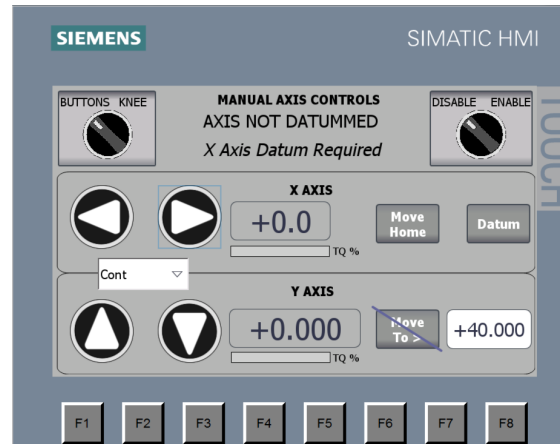 SIEMENS
SIMATIC HMI
TOUCH
BUTTONS KNEE
MANUAL AXIS CONTROLS
AXIS NOT DATUMMED
X Axis Datum Required
DISABLE ENABLE
X AXIS
+0.0
TQ %
Move
Home
Datum
Cont
Y AXIS
+0.000
TQ %
Move
To >
+40.000
F1 F2 F3 F4 F5 F6 F7 F8